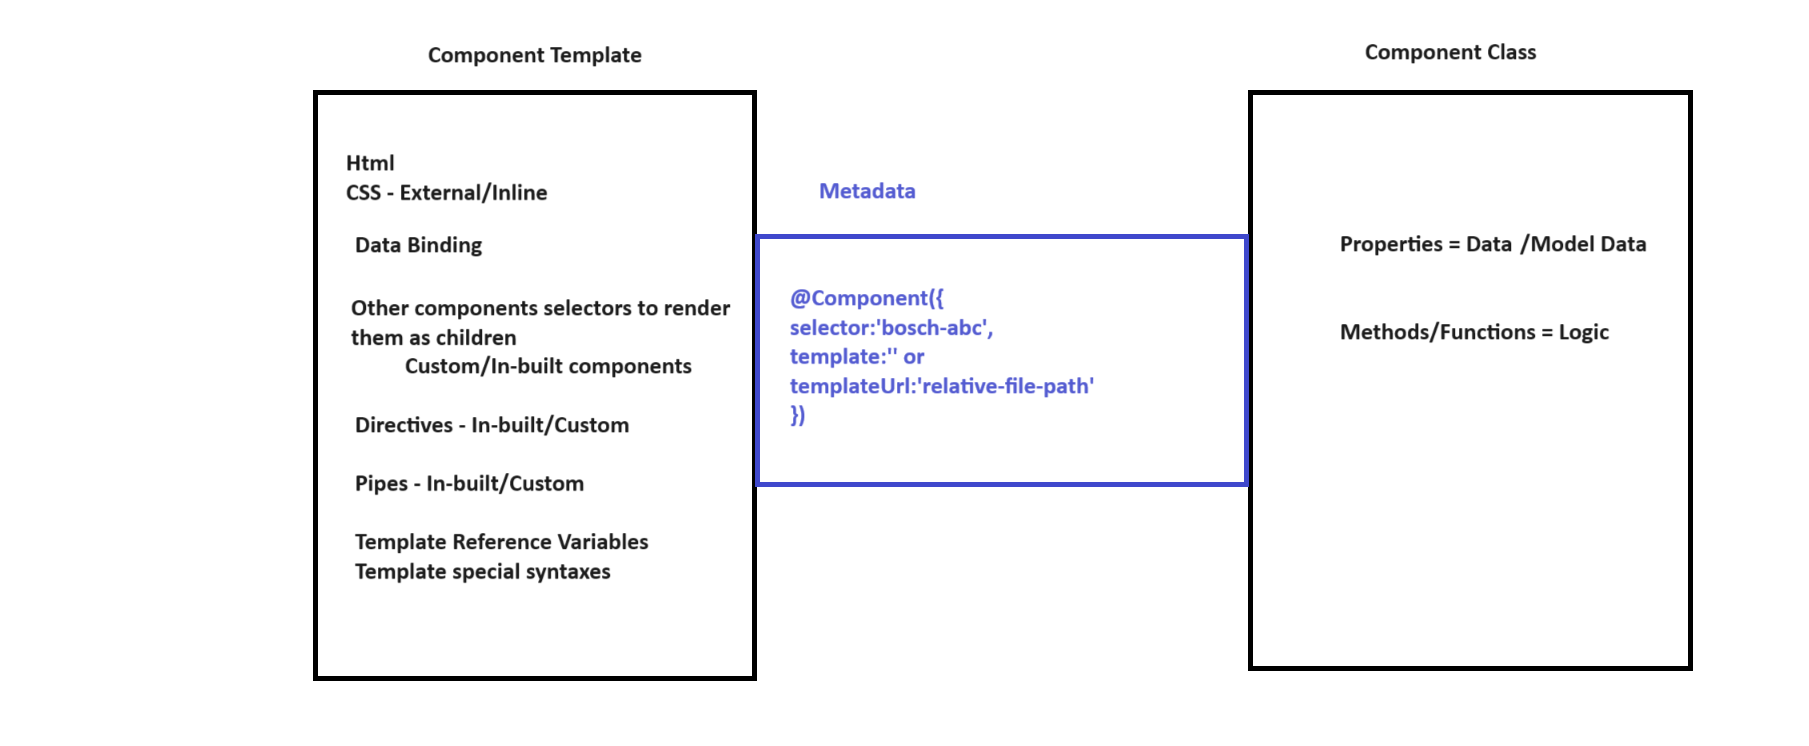 Component Template
Html
CSS - External/Inline
Data Binding
Other components selectors to render
them as children
Custom/In-built components
Directives - In-built/Custom
Pipes - In-built/Custom
Template Reference Variables
Template special syntaxes
Metadata
@Component({
selector:'bosch-abc',
template:'' or
templateUrl:'relative-file-path'
})
Component Class
Properties = Data /Model Data
Methods/Functions = Logic